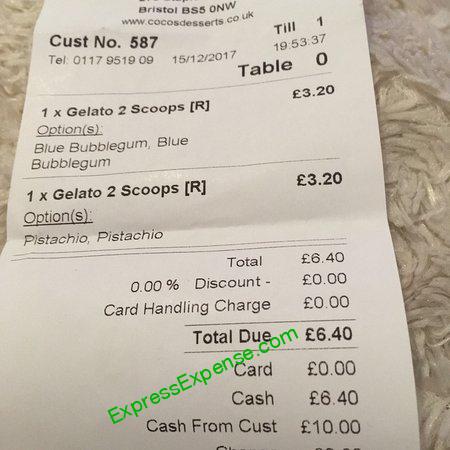 Bristol BS5 0NW
www.cocosdesserts.co.uk
Till 1
Cust No. 587
19:53:37
Tel: 0117 9519 09 15/12/2017
Table 0
1 x Gelato 2 Scoops [R] £3.20
Option(s):
Blue Bubblegum, Blue
Bubblegum
1 x Gelato 2 Scoops [R] £3.20
Option(s):
Pistachio, Pistachio
Total £6.40
0.00 % Discount - £0.00
Card Handling Charge £0.00
Total Due £6.40
ExpressExpense.com
Card £0.00
Cash £6.40
Cash From Cust £10.00